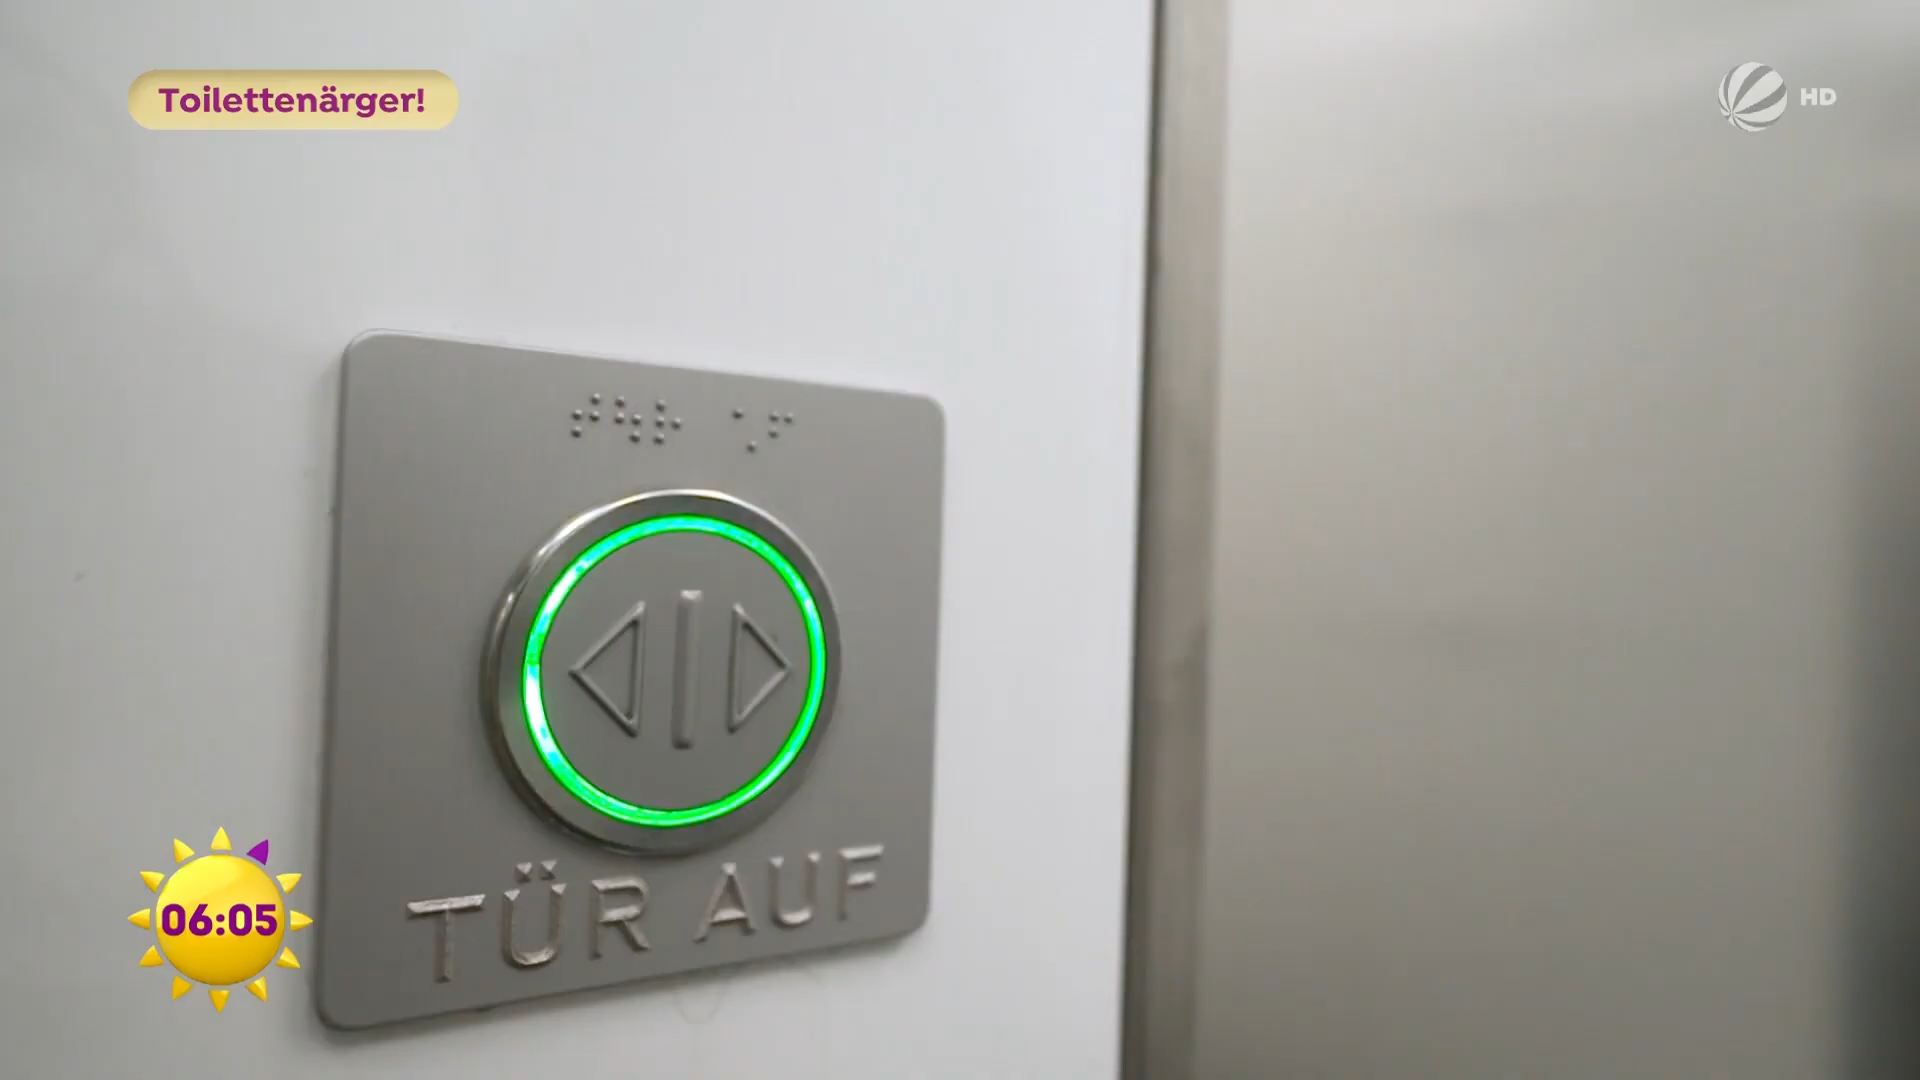 Toilettenärger!
HD
⠞⠳⠗ ⠡⠋
TÜR AUF
06:05